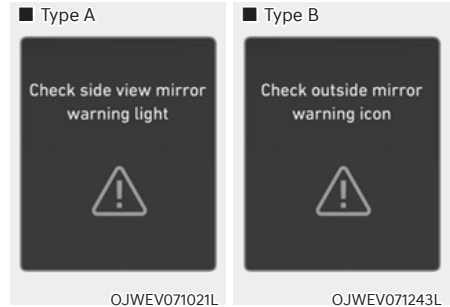 ■ Type A
Check side view mirror
warning light
OJWEV071021L
■ Type B
Check outside mirror
warning icon
OJWEV071243L